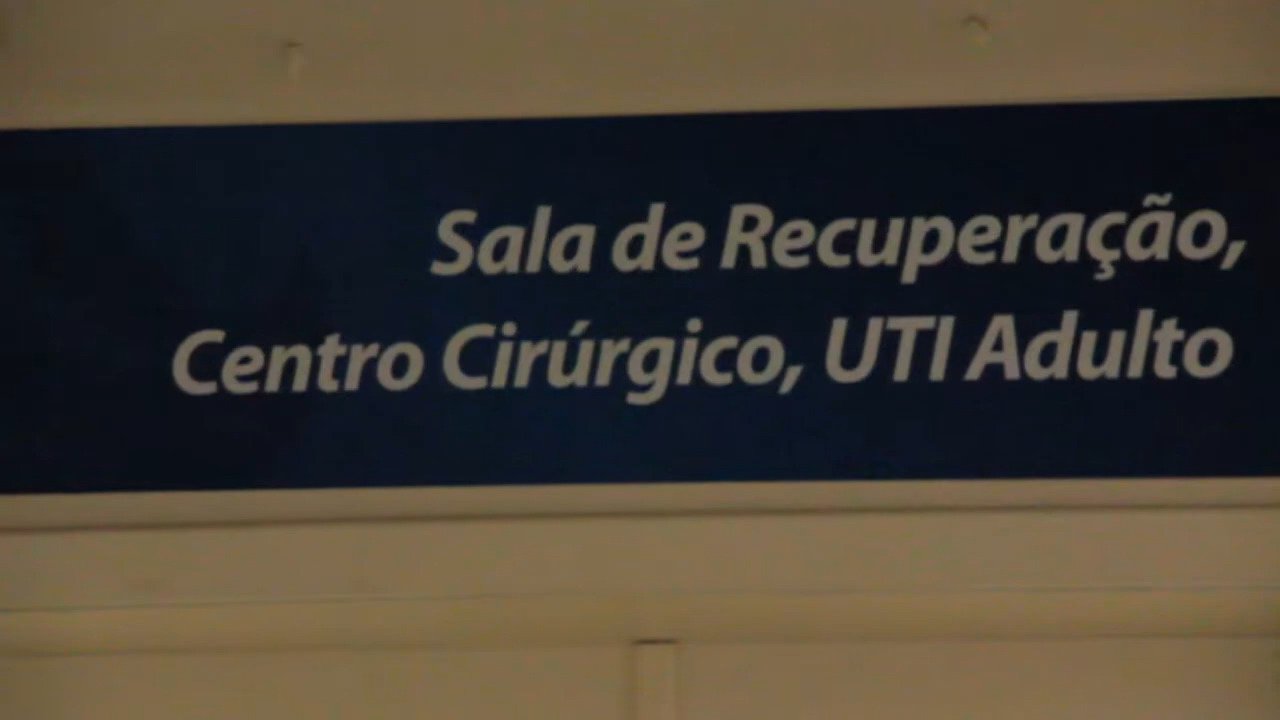 Sala de Recuperação,
Centro Cirúrgico, UTI Adulto